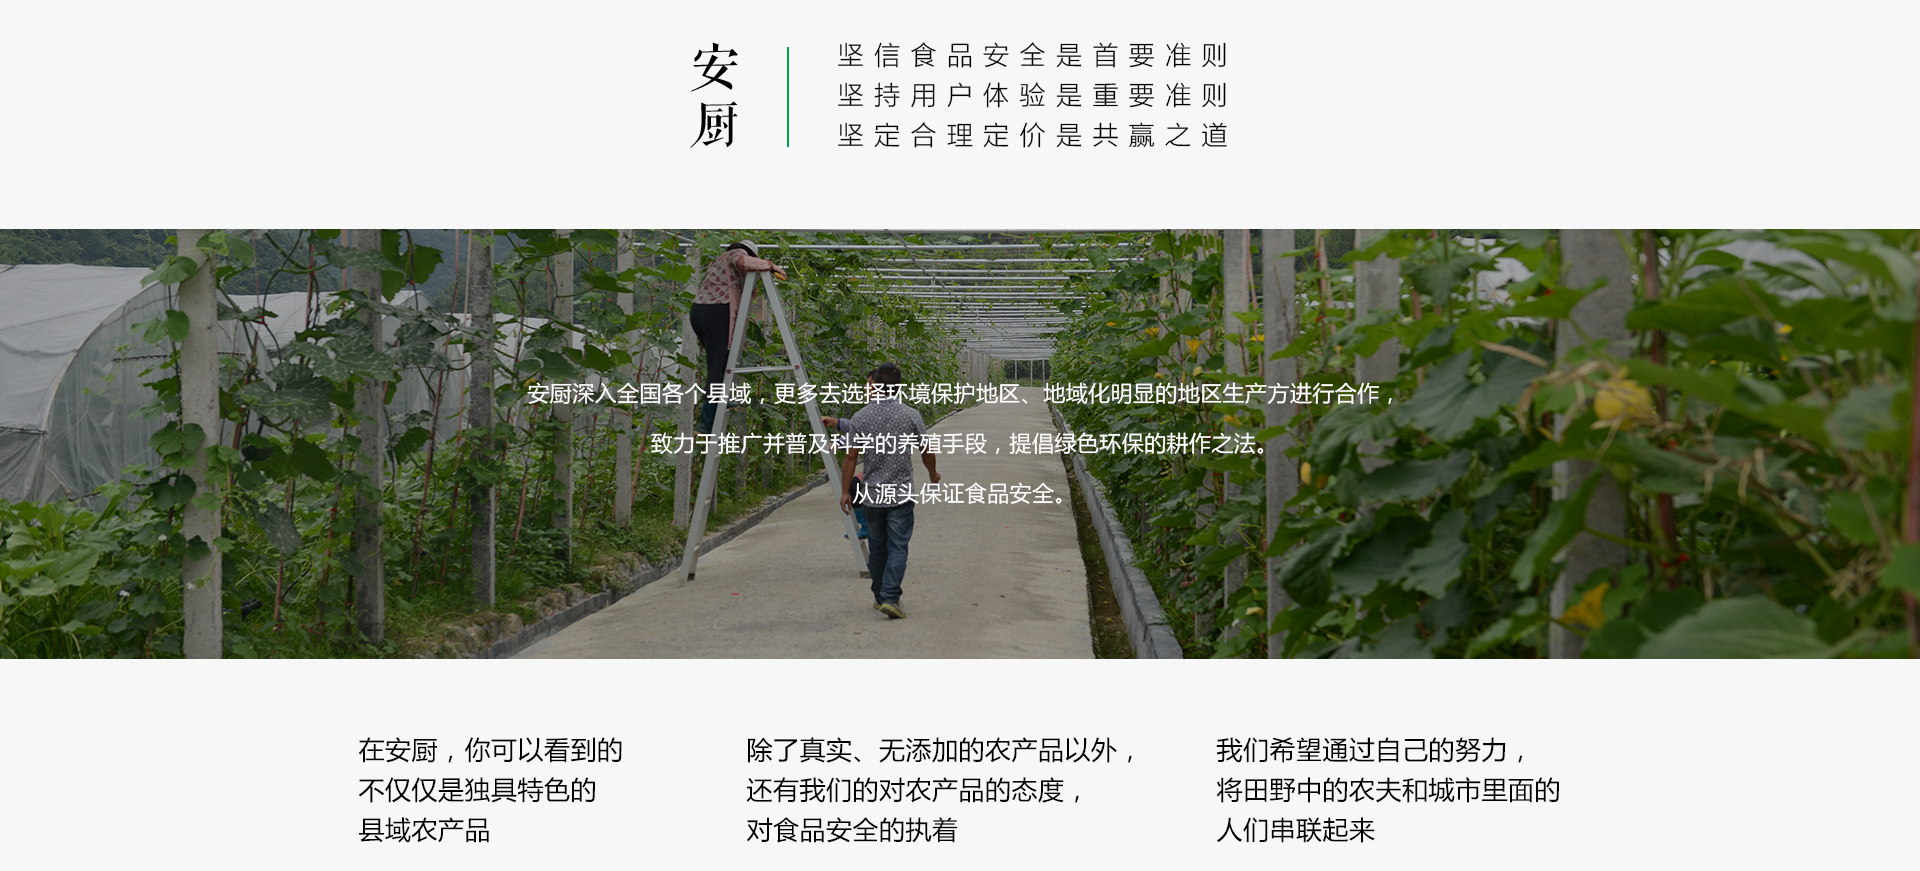 安厨
坚信食品安全是首要准则
坚持用户体验是重要准则
坚定合理定价是共赢之道
安厨深入全国各个县域，更多去选择环境保护地区、地域化明显的地区生产方进行合作，
致力于推广并普及科学的养殖手段，提倡绿色环保的耕作之法。
从源头保证食品安全。
在安厨，你可以看到的
不仅仅是独具特色的
县域农产品
除了真实、无添加的农产品以外，
还有我们的对农产品的态度，
对食品安全的执着
我们希望通过自己的努力，
将田野中的农夫和城市里面的
人们串联起来